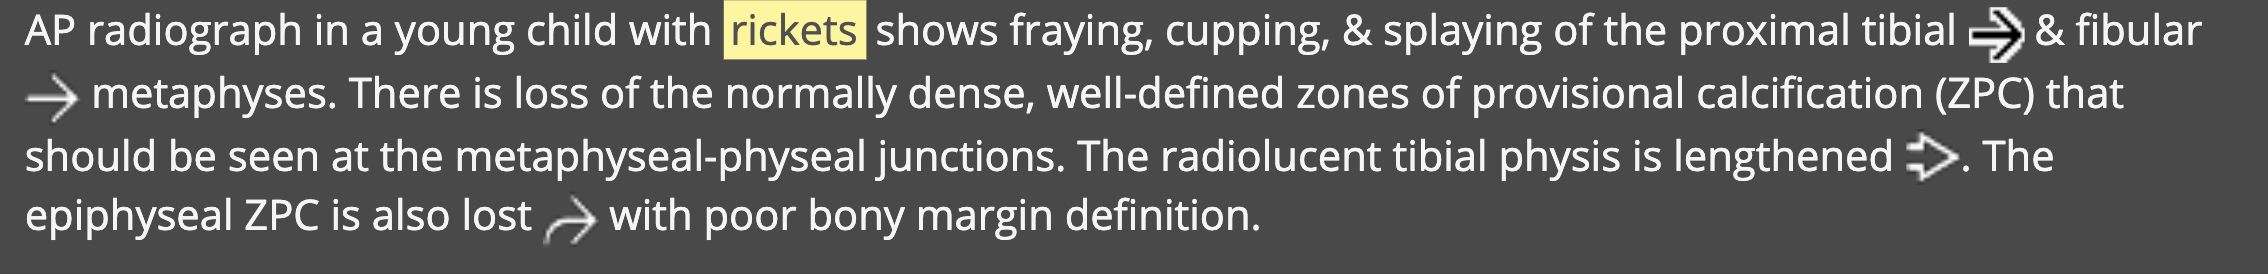 AP radiograph in a young child with rickets shows fraying, cupping, & splaying of the proximal tibial & fibular
metaphyses. There is loss of the normally dense, well-defined zones of provisional calcification (ZPC) that
should be seen at the metaphyseal-physeal junctions. The radiolucent tibial physis is lengthened . The
epiphyseal ZPC is also lost with poor bony margin definition.